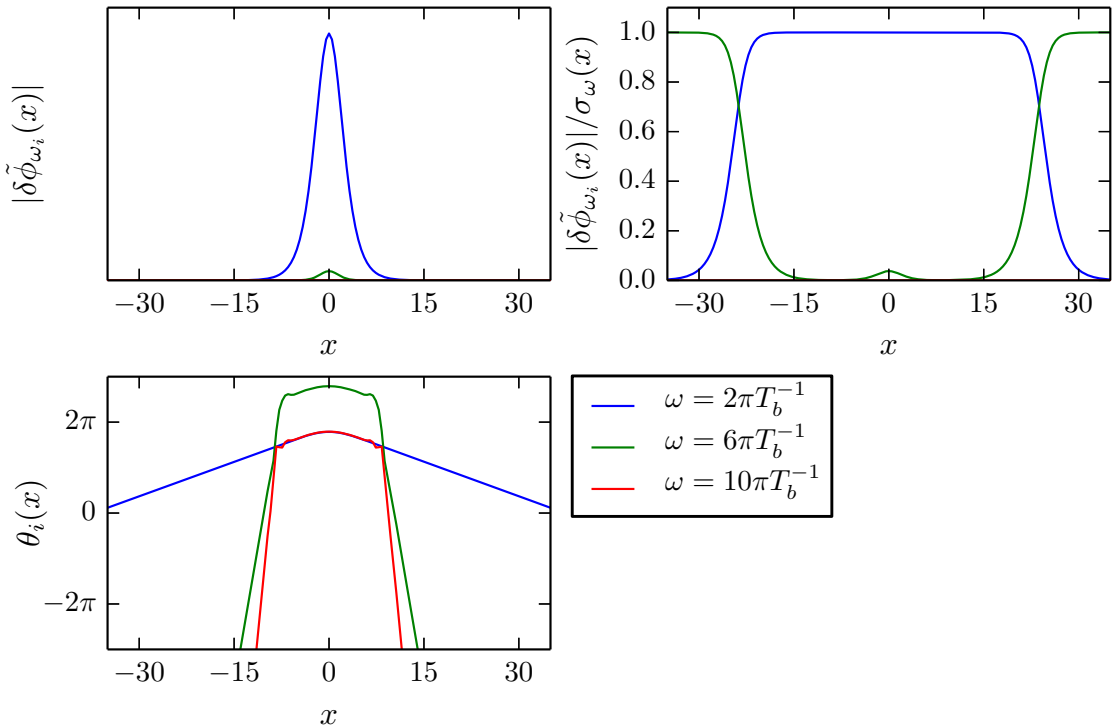 |δφ̃_{ω_i}(x)|
−30 −15 0 15 30
x
|δφ̃_{ω_i}(x)|/σ_ω(x)
1.0
0.8
0.6
0.4
0.2
0.0
−30 −15 0 15 30
x
θ_i(x)
2π
0
−2π
−30 −15 0 15 30
x
ω = 2πT_b^{−1}
ω = 6πT_b^{−1}
ω = 10πT_b^{−1}